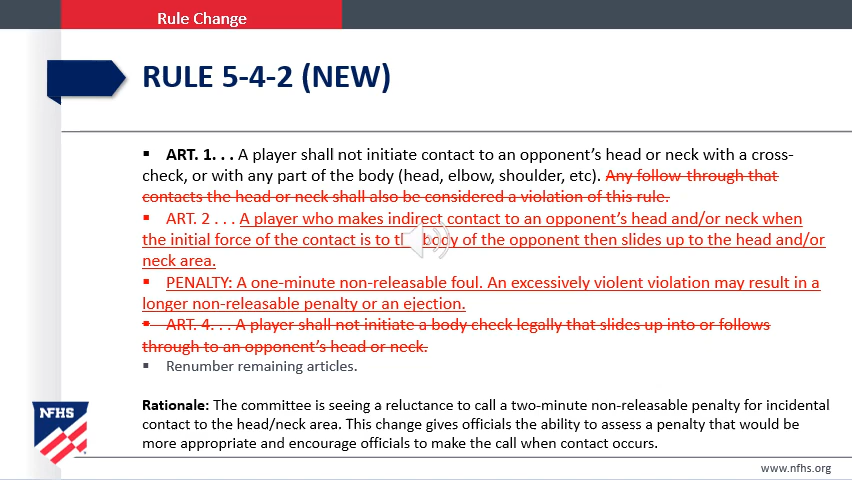 Rule Change
RULE 5-4-2 (NEW)
▪ ART. 1. . . A player shall not initiate contact to an opponent's head or neck with a cross-
check, or with any part of the body (head, elbow, shoulder, etc). Any follow-through that
contacts the head or neck shall also be considered a violation of this rule.
▪ ART. 2 . . . A player who makes indirect contact to an opponent's head and/or neck when
the initial force of the contact is to body of the opponent then slides up to the head and/or
neck area.
▪ PENALTY: A one-minute non-releasable foul. An excessively violent violation may result in a
longer non-releasable penalty or an ejection.
▪ ART. 4. . . A player shall not initiate a body check legally that slides up into or follows
through to an opponent's head or neck.
▪ Renumber remaining articles.
NFHS
Rationale: The committee is seeing a reluctance to call a two-minute non-releasable penalty for incidental
contact to the head/neck area. This change gives officials the ability to assess a penalty that would be
more appropriate and encourage officials to make the call when contact occurs.
www.nfhs.org